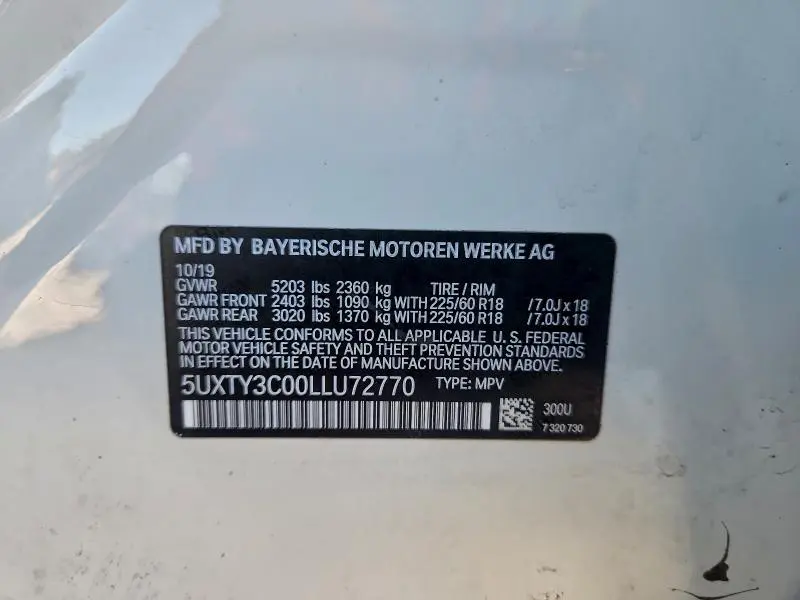 MFD BY BAYERISCHE MOTOREN WERKE AG
10/19
GVWR 5203 lbs 2360 kg TIRE / RIM
GAWR FRONT 2403 lbs 1090 kg WITH 225/60 R18 /7.0J x 18
GAWR REAR 3020 lbs 1370 kg WITH 225/60 R18 /7.0J x 18
THIS VEHICLE CONFORMS TO ALL APPLICABLE U. S. FEDERAL
MOTOR VEHICLE SAFETY AND THEFT PREVENTION STANDARDS
IN EFFECT ON THE DATE OF MANUFACTURE SHOWN ABOVE.
5UXTY3C00LLU72770 TYPE: MPV
300U
7 320 730